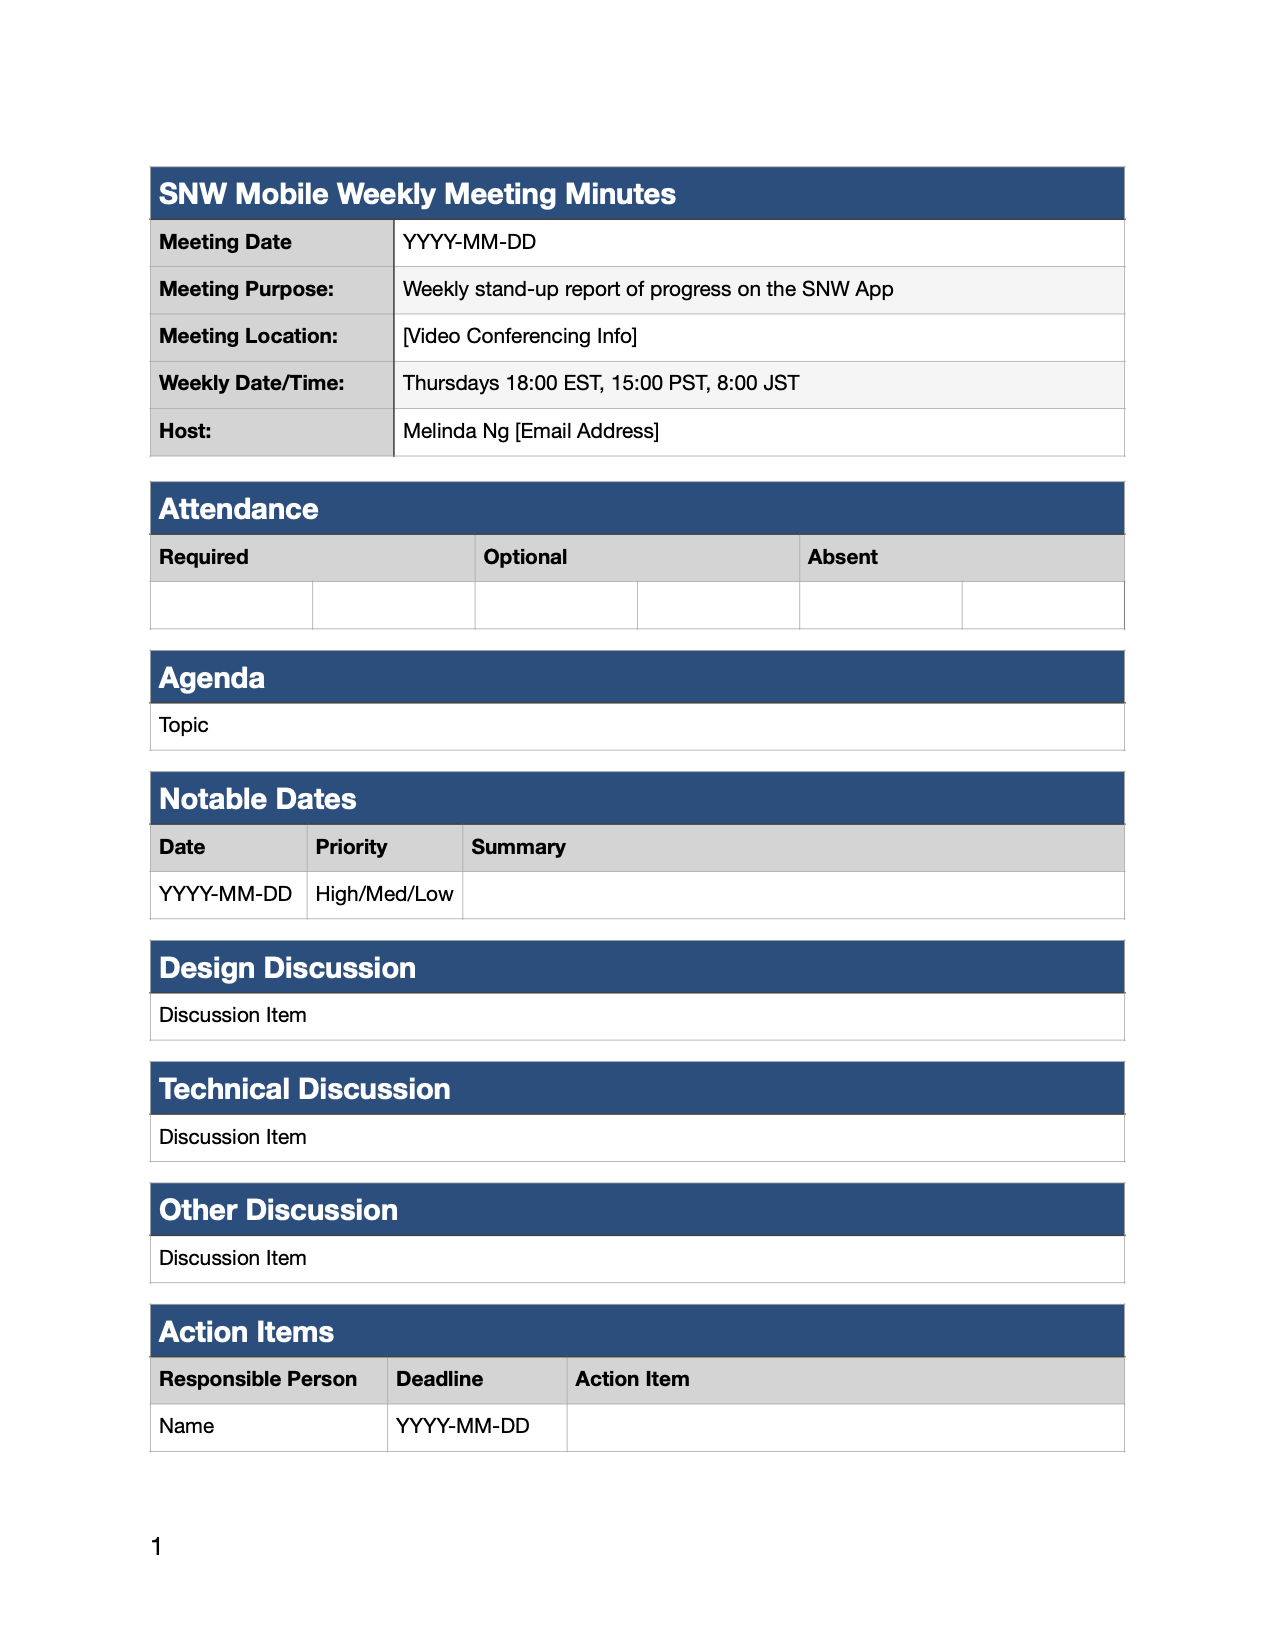 SNW Mobile Weekly Meeting Minutes
Meeting Date YYYY-MM-DD
Meeting Purpose: Weekly stand-up report of progress on the SNW App
Meeting Location: [Video Conferencing Info]
Weekly Date/Time: Thursdays 18:00 EST, 15:00 PST, 8:00 JST
Host: Melinda Ng [Email Address]
Attendance
Required Optional Absent
Agenda
Topic
Notable Dates
Date Priority Summary
YYYY-MM-DD High/Med/Low
Design Discussion
Discussion Item
Technical Discussion
Discussion Item
Other Discussion
Discussion Item
Action Items
Responsible Person Deadline Action Item
Name YYYY-MM-DD
1